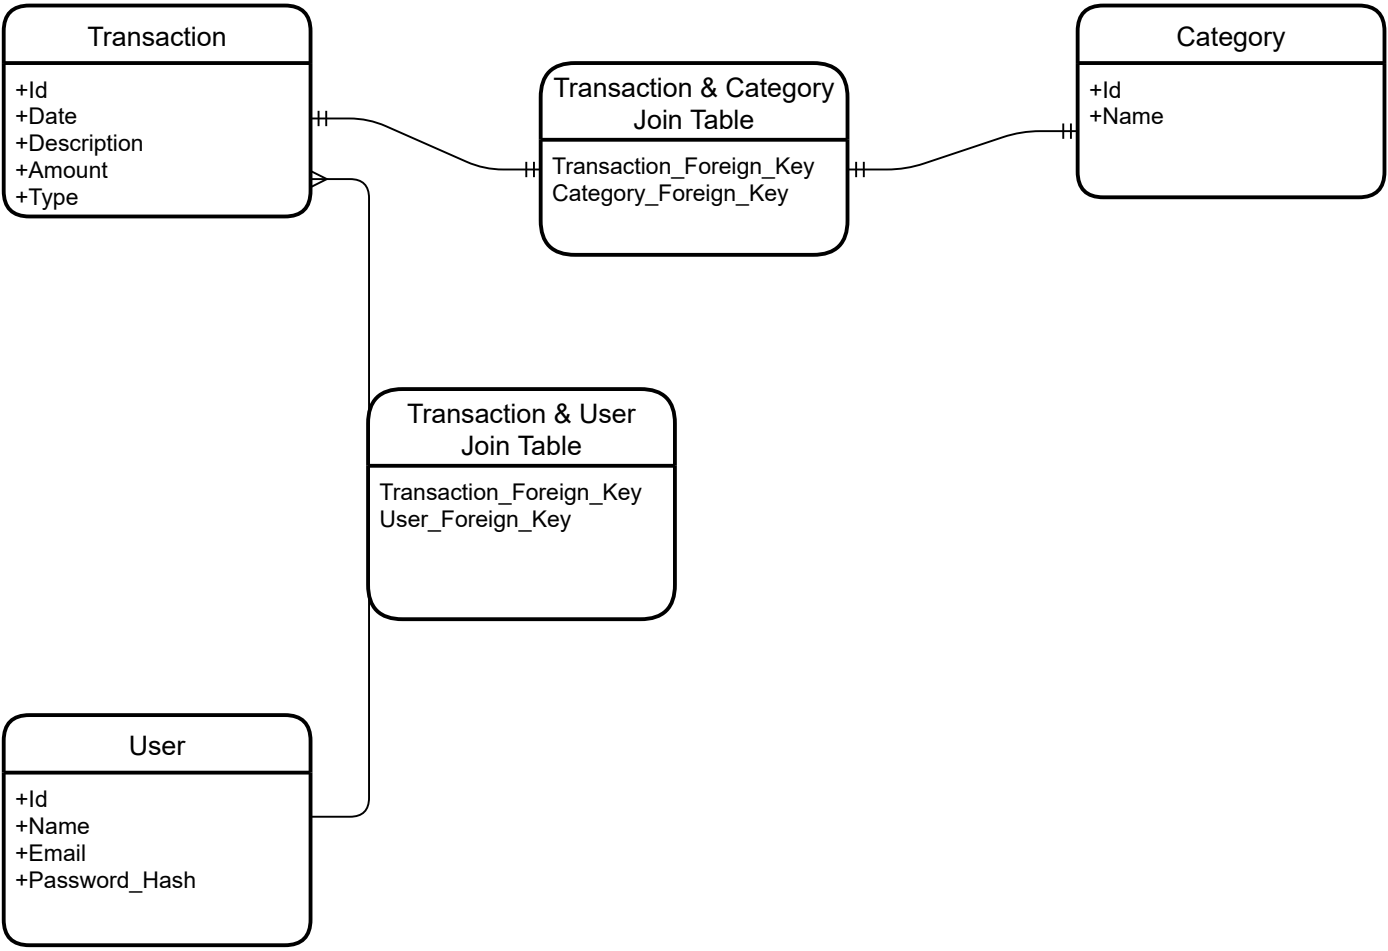 Transaction
+Id
+Date
+Description
+Amount
+Type
Transaction & Category
Join Table
Transaction_Foreign_Key
Category_Foreign_Key
Category
+Id
+Name
Transaction & User
Join Table
Transaction_Foreign_Key
User_Foreign_Key
User
+Id
+Name
+Email
+Password_Hash